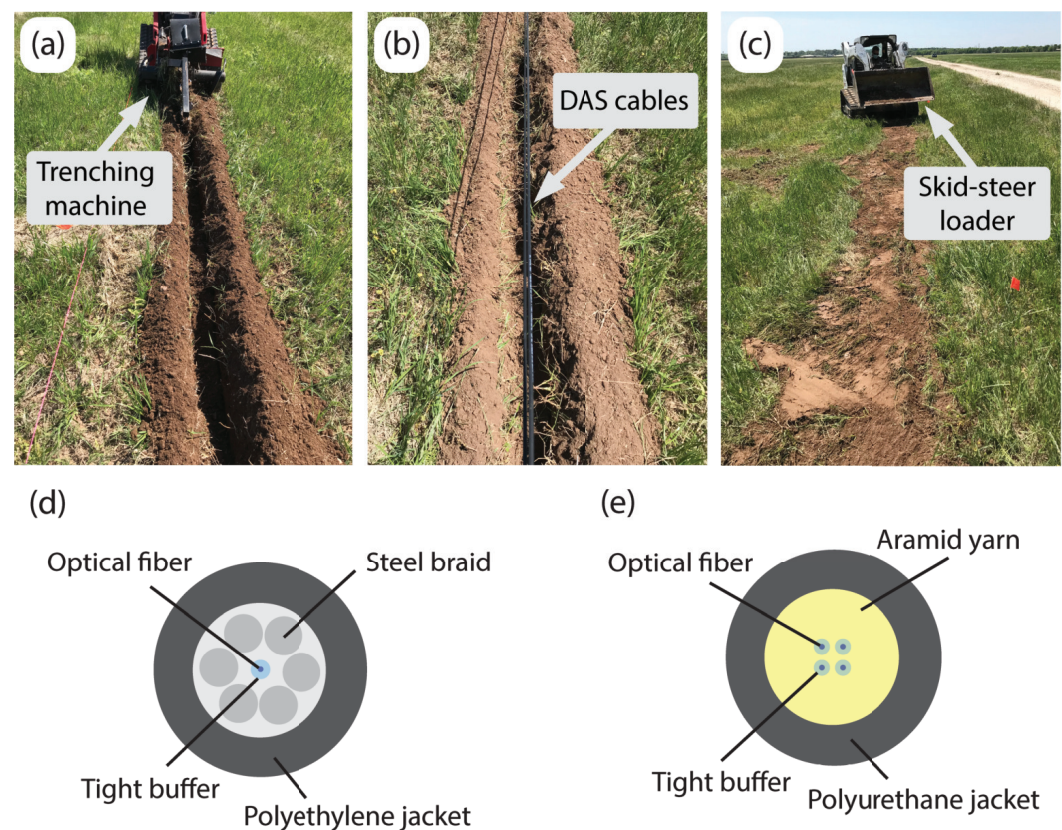 (a)
Trenching
machine
(b)
DAS cables
(c)
Skid-steer
loader
(d)
Optical fiber
Steel braid
Tight buffer
Polyethylene jacket
(e)
Aramid yarn
Optical fiber
Tight buffer
Polyurethane jacket